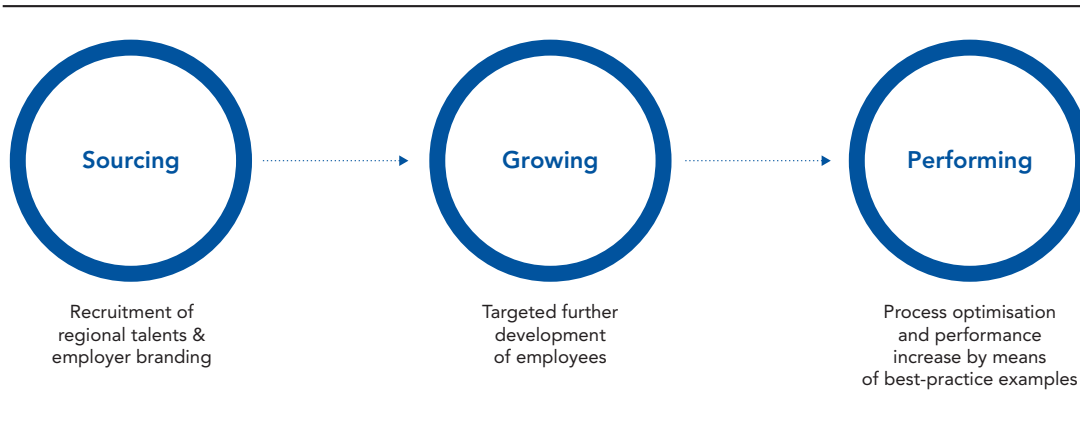 Sourcing
Growing
Performing
Recruitment of
regional talents &
employer branding
Targeted further
development
of employees
Process optimisation
and performance
increase by means
of best-practice examples